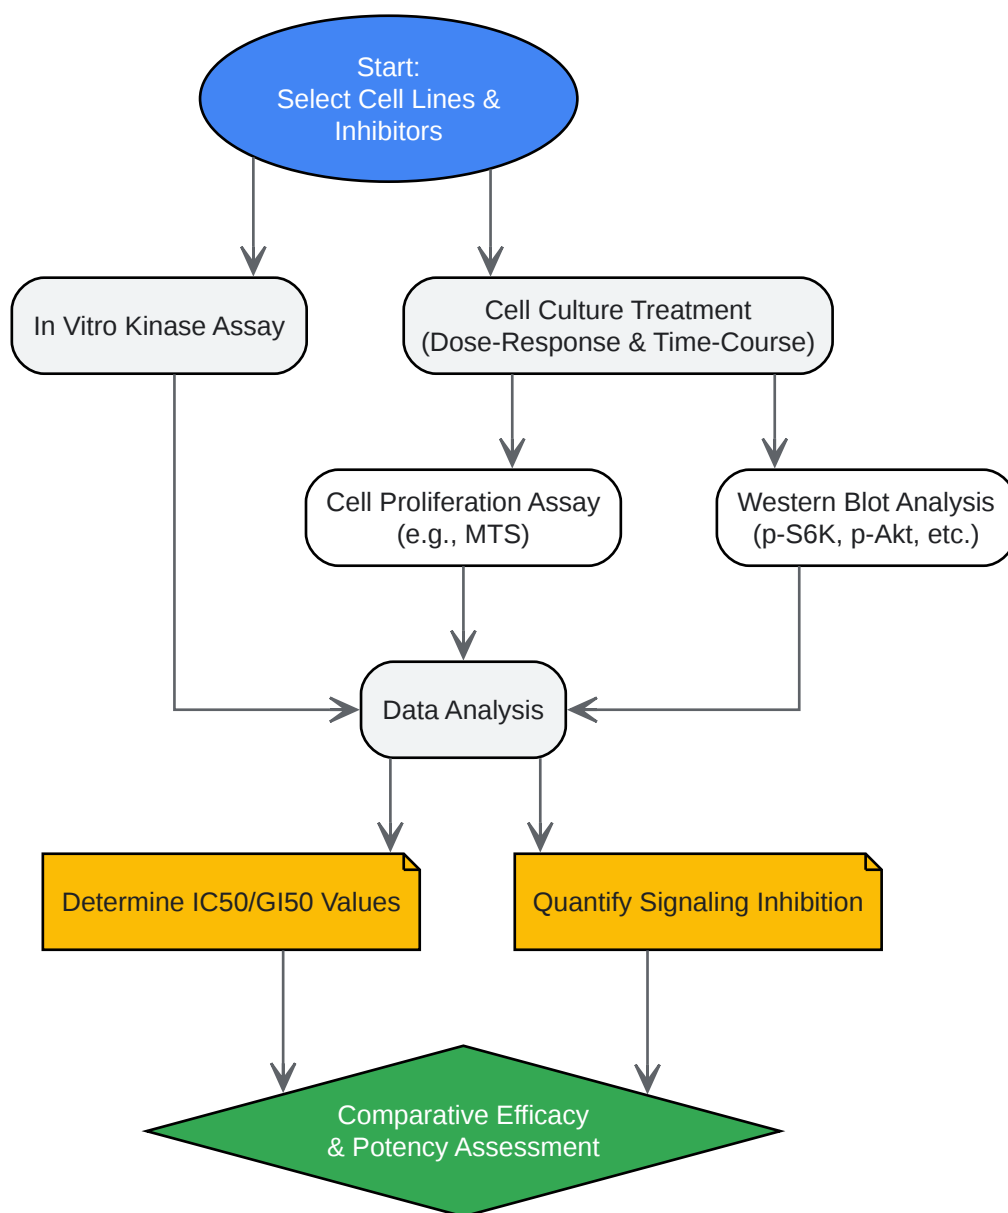 Start:
Select Cell Lines &
Inhibitors
In Vitro Kinase Assay
Cell Culture Treatment
(Dose-Response & Time-Course)
Cell Proliferation Assay
(e.g., MTS)
Western Blot Analysis
(p-S6K, p-Akt, etc.)
Data Analysis
Determine IC50/GI50 Values
Quantify Signaling Inhibition
Comparative Efficacy
& Potency Assessment